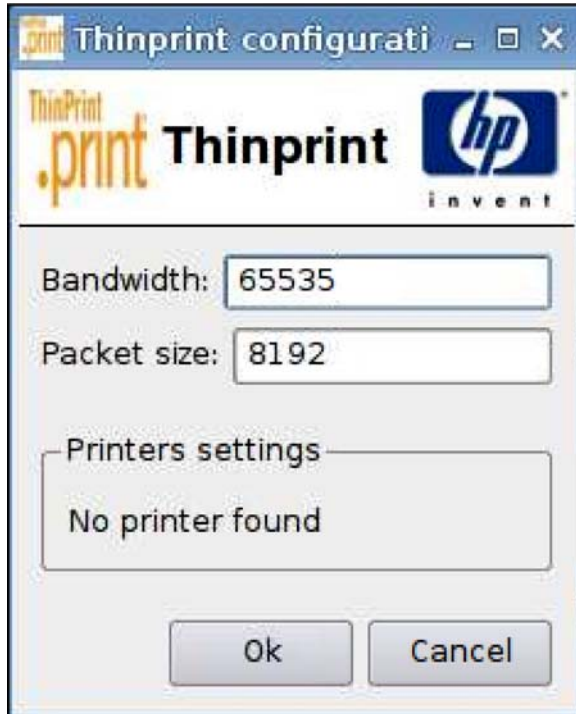 Thinprint configurati
ThinPrint
.print Thinprint
hp
invent
Bandwidth: 65535
Packet size: 8192
Printers settings
No printer found
Ok Cancel